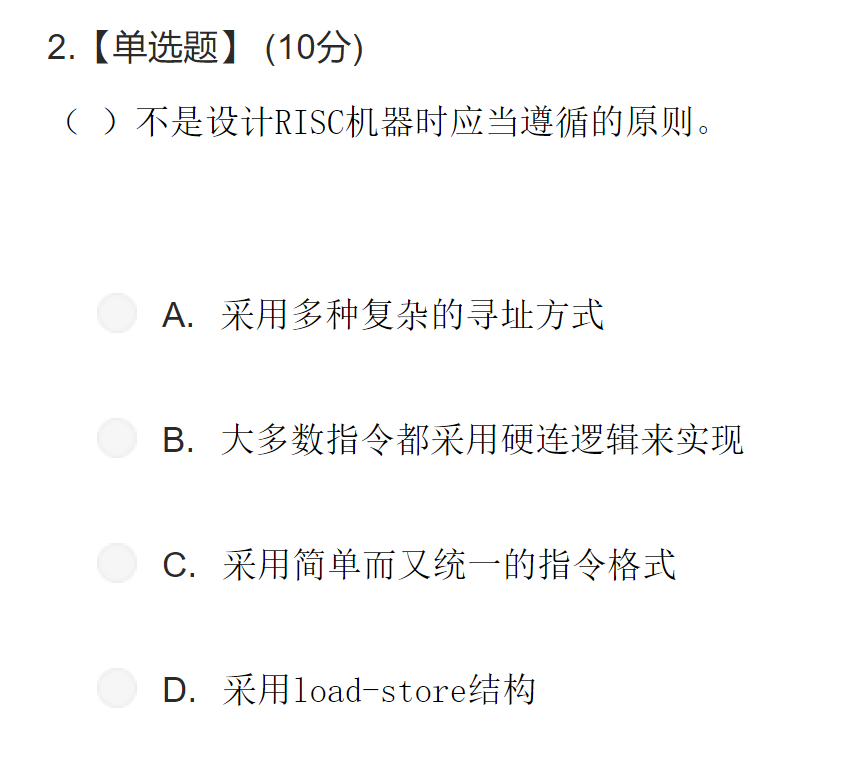 2.【单选题】 (10分)
（ ）不是设计RISC机器时应当遵循的原则。
A. 采用多种复杂的寻址方式
B. 大多数指令都采用硬连逻辑来实现
C. 采用简单而又统一的指令格式
D. 采用load-store结构